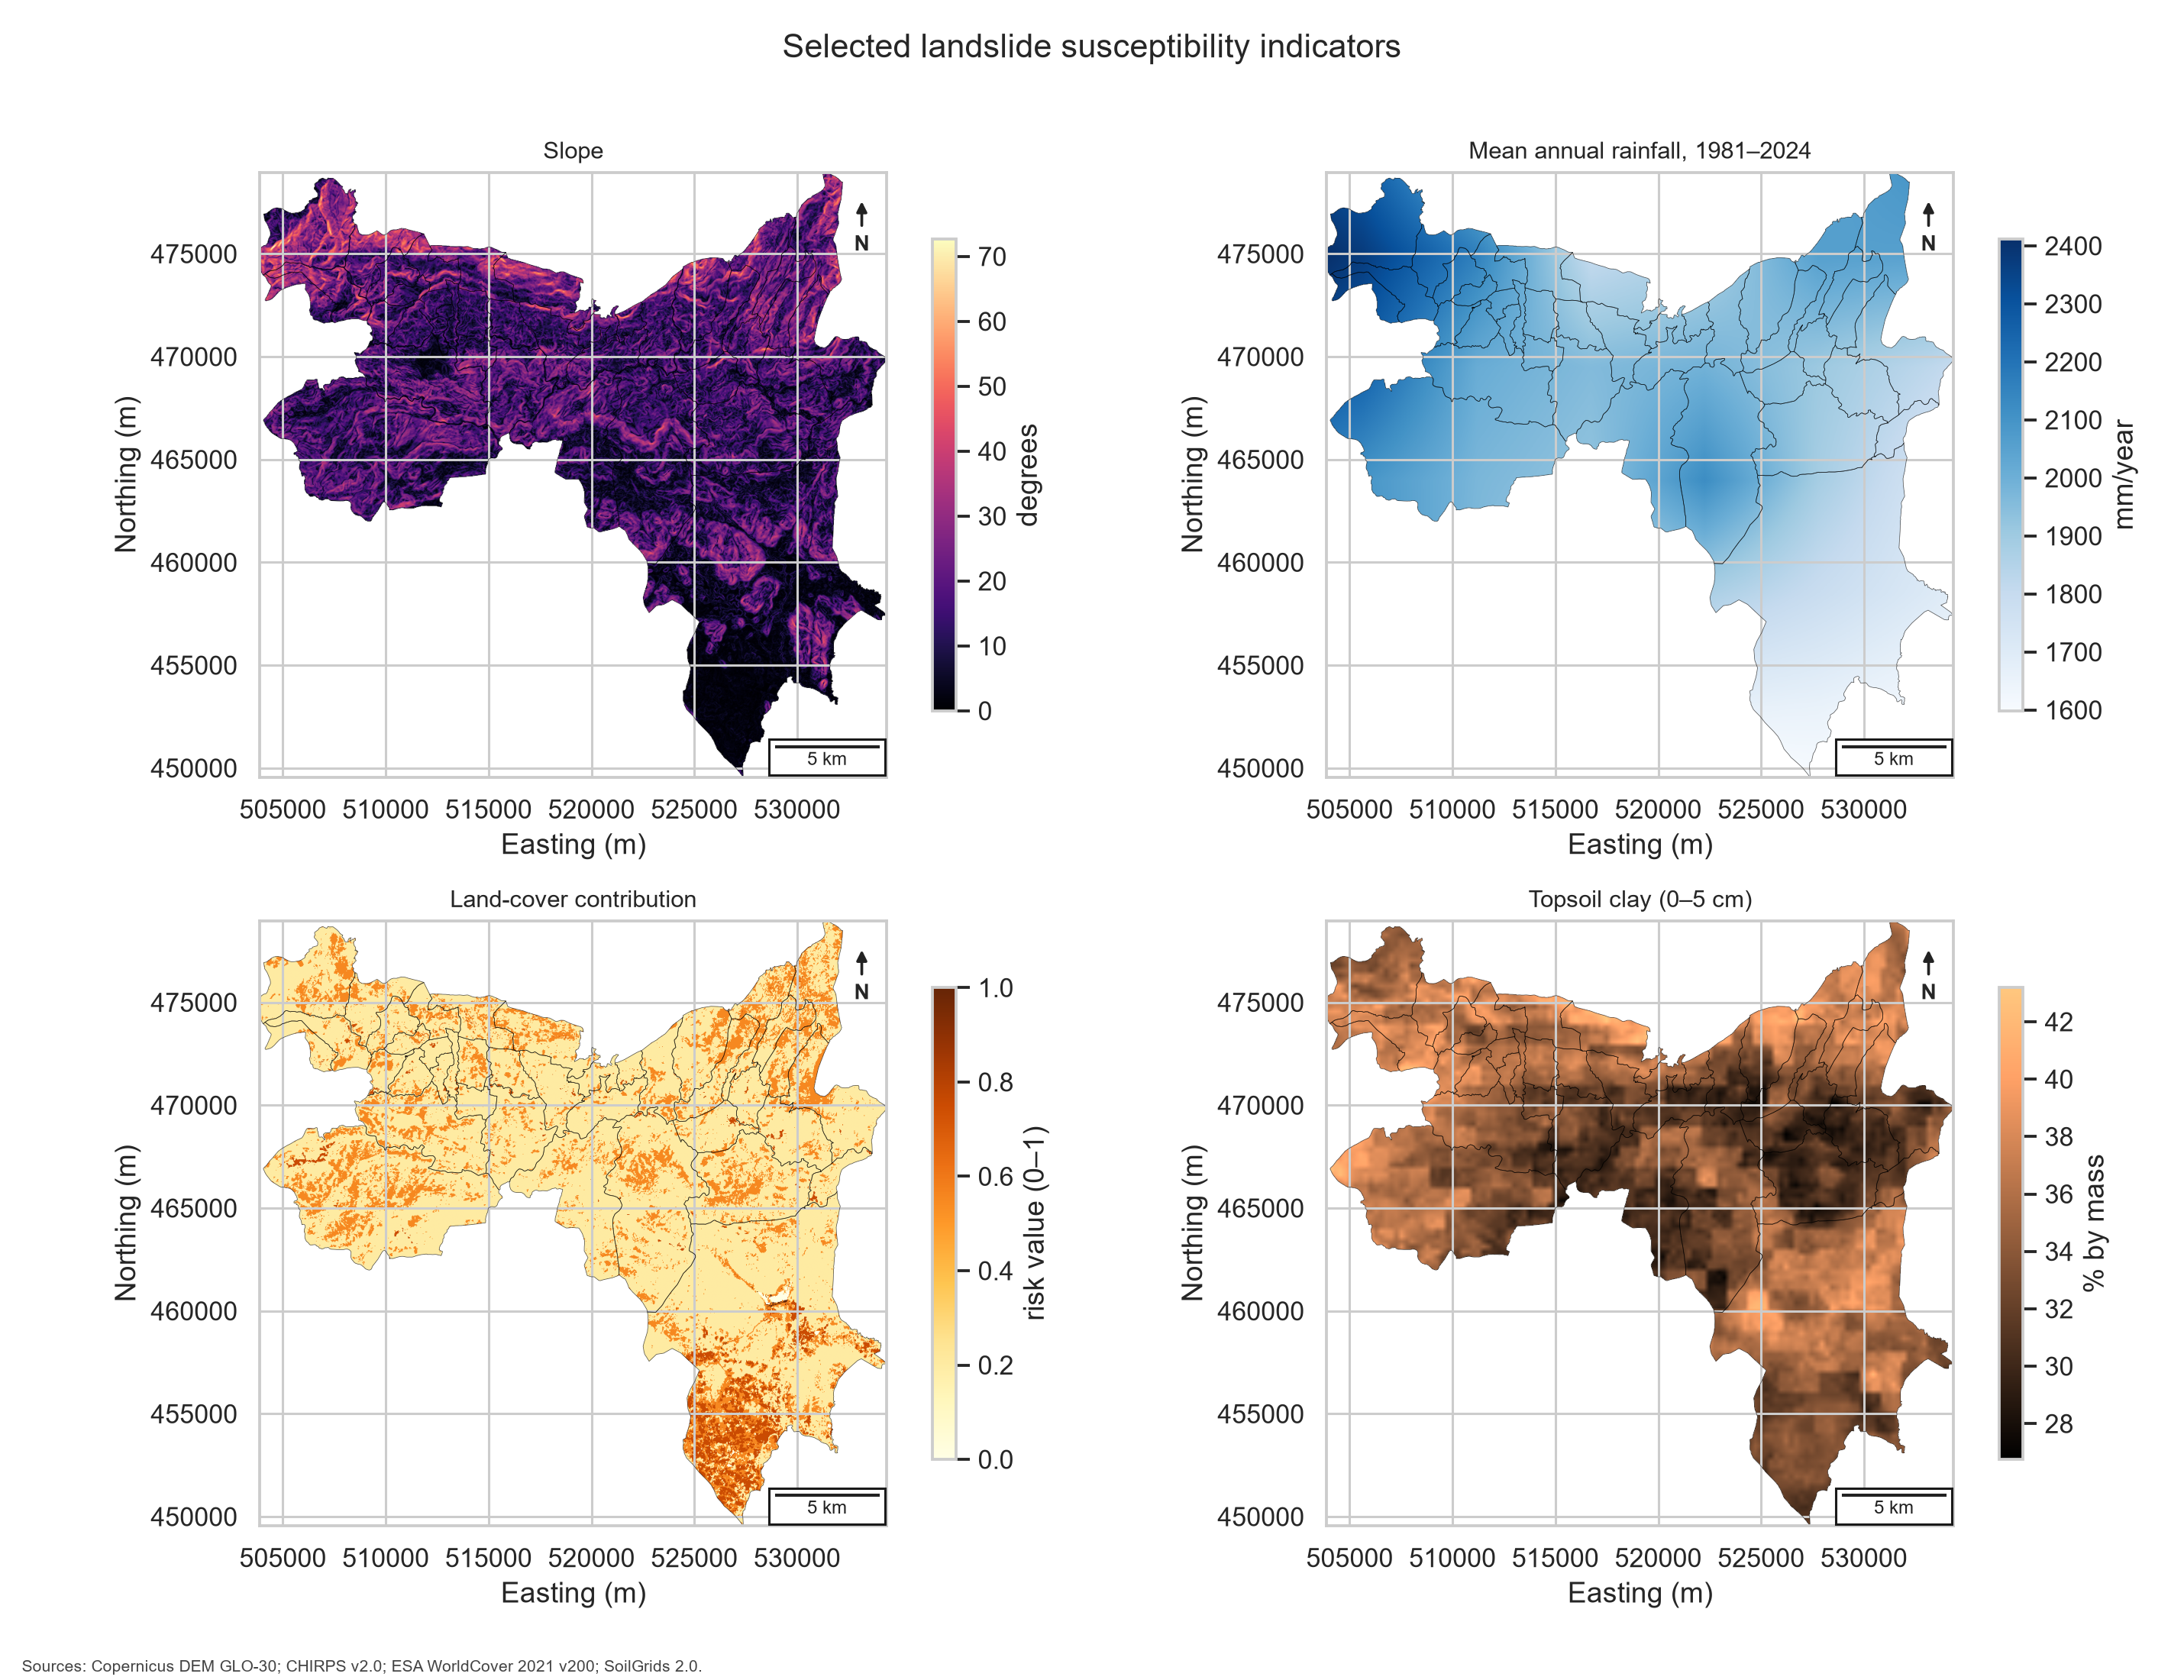 Selected landslide susceptibility indicators
Slope
475000
470000
465000
460000
455000
450000
Northing (m)
505000 510000 515000 520000 525000 530000
Easting (m)
N
5 km
70
60
50
40
30
20
10
0
degrees
Mean annual rainfall, 1981–2024
475000
470000
465000
460000
455000
450000
Northing (m)
505000 510000 515000 520000 525000 530000
Easting (m)
N
5 km
2400
2300
2200
2100
2000
1900
1800
1700
1600
mm/year
Land-cover contribution
475000
470000
465000
460000
455000
450000
Northing (m)
505000 510000 515000 520000 525000 530000
Easting (m)
N
5 km
1.0
0.8
0.6
0.4
0.2
0.0
risk value (0–1)
Topsoil clay (0–5 cm)
475000
470000
465000
460000
455000
450000
Northing (m)
505000 510000 515000 520000 525000 530000
Easting (m)
N
5 km
42
40
38
36
34
32
30
28
% by mass
Sources: Copernicus DEM GLO-30; CHIRPS v2.0; ESA WorldCover 2021 v200; SoilGrids 2.0.